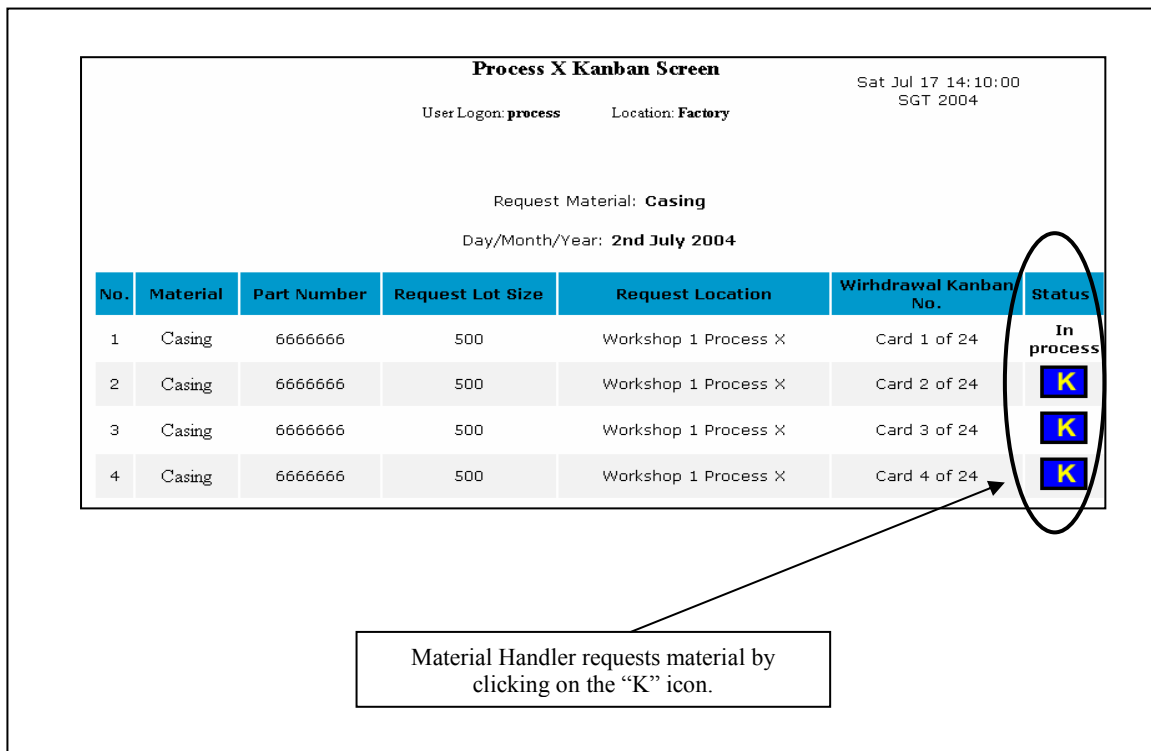 Process X Kanban Screen
Sat Jul 17 14:10:00
SGT 2004
User Logon: process Location: Factory
Request Material: Casing
Day/Month/Year: 2nd July 2004
No. Material Part Number Request Lot Size Request Location Wirhdrawal Kanban No. Status
1 Casing 6666666 500 Workshop 1 Process X Card 1 of 24 In process
2 Casing 6666666 500 Workshop 1 Process X Card 2 of 24 K
3 Casing 6666666 500 Workshop 1 Process X Card 3 of 24 K
4 Casing 6666666 500 Workshop 1 Process X Card 4 of 24 K
Material Handler requests material by
clicking on the “K” icon.